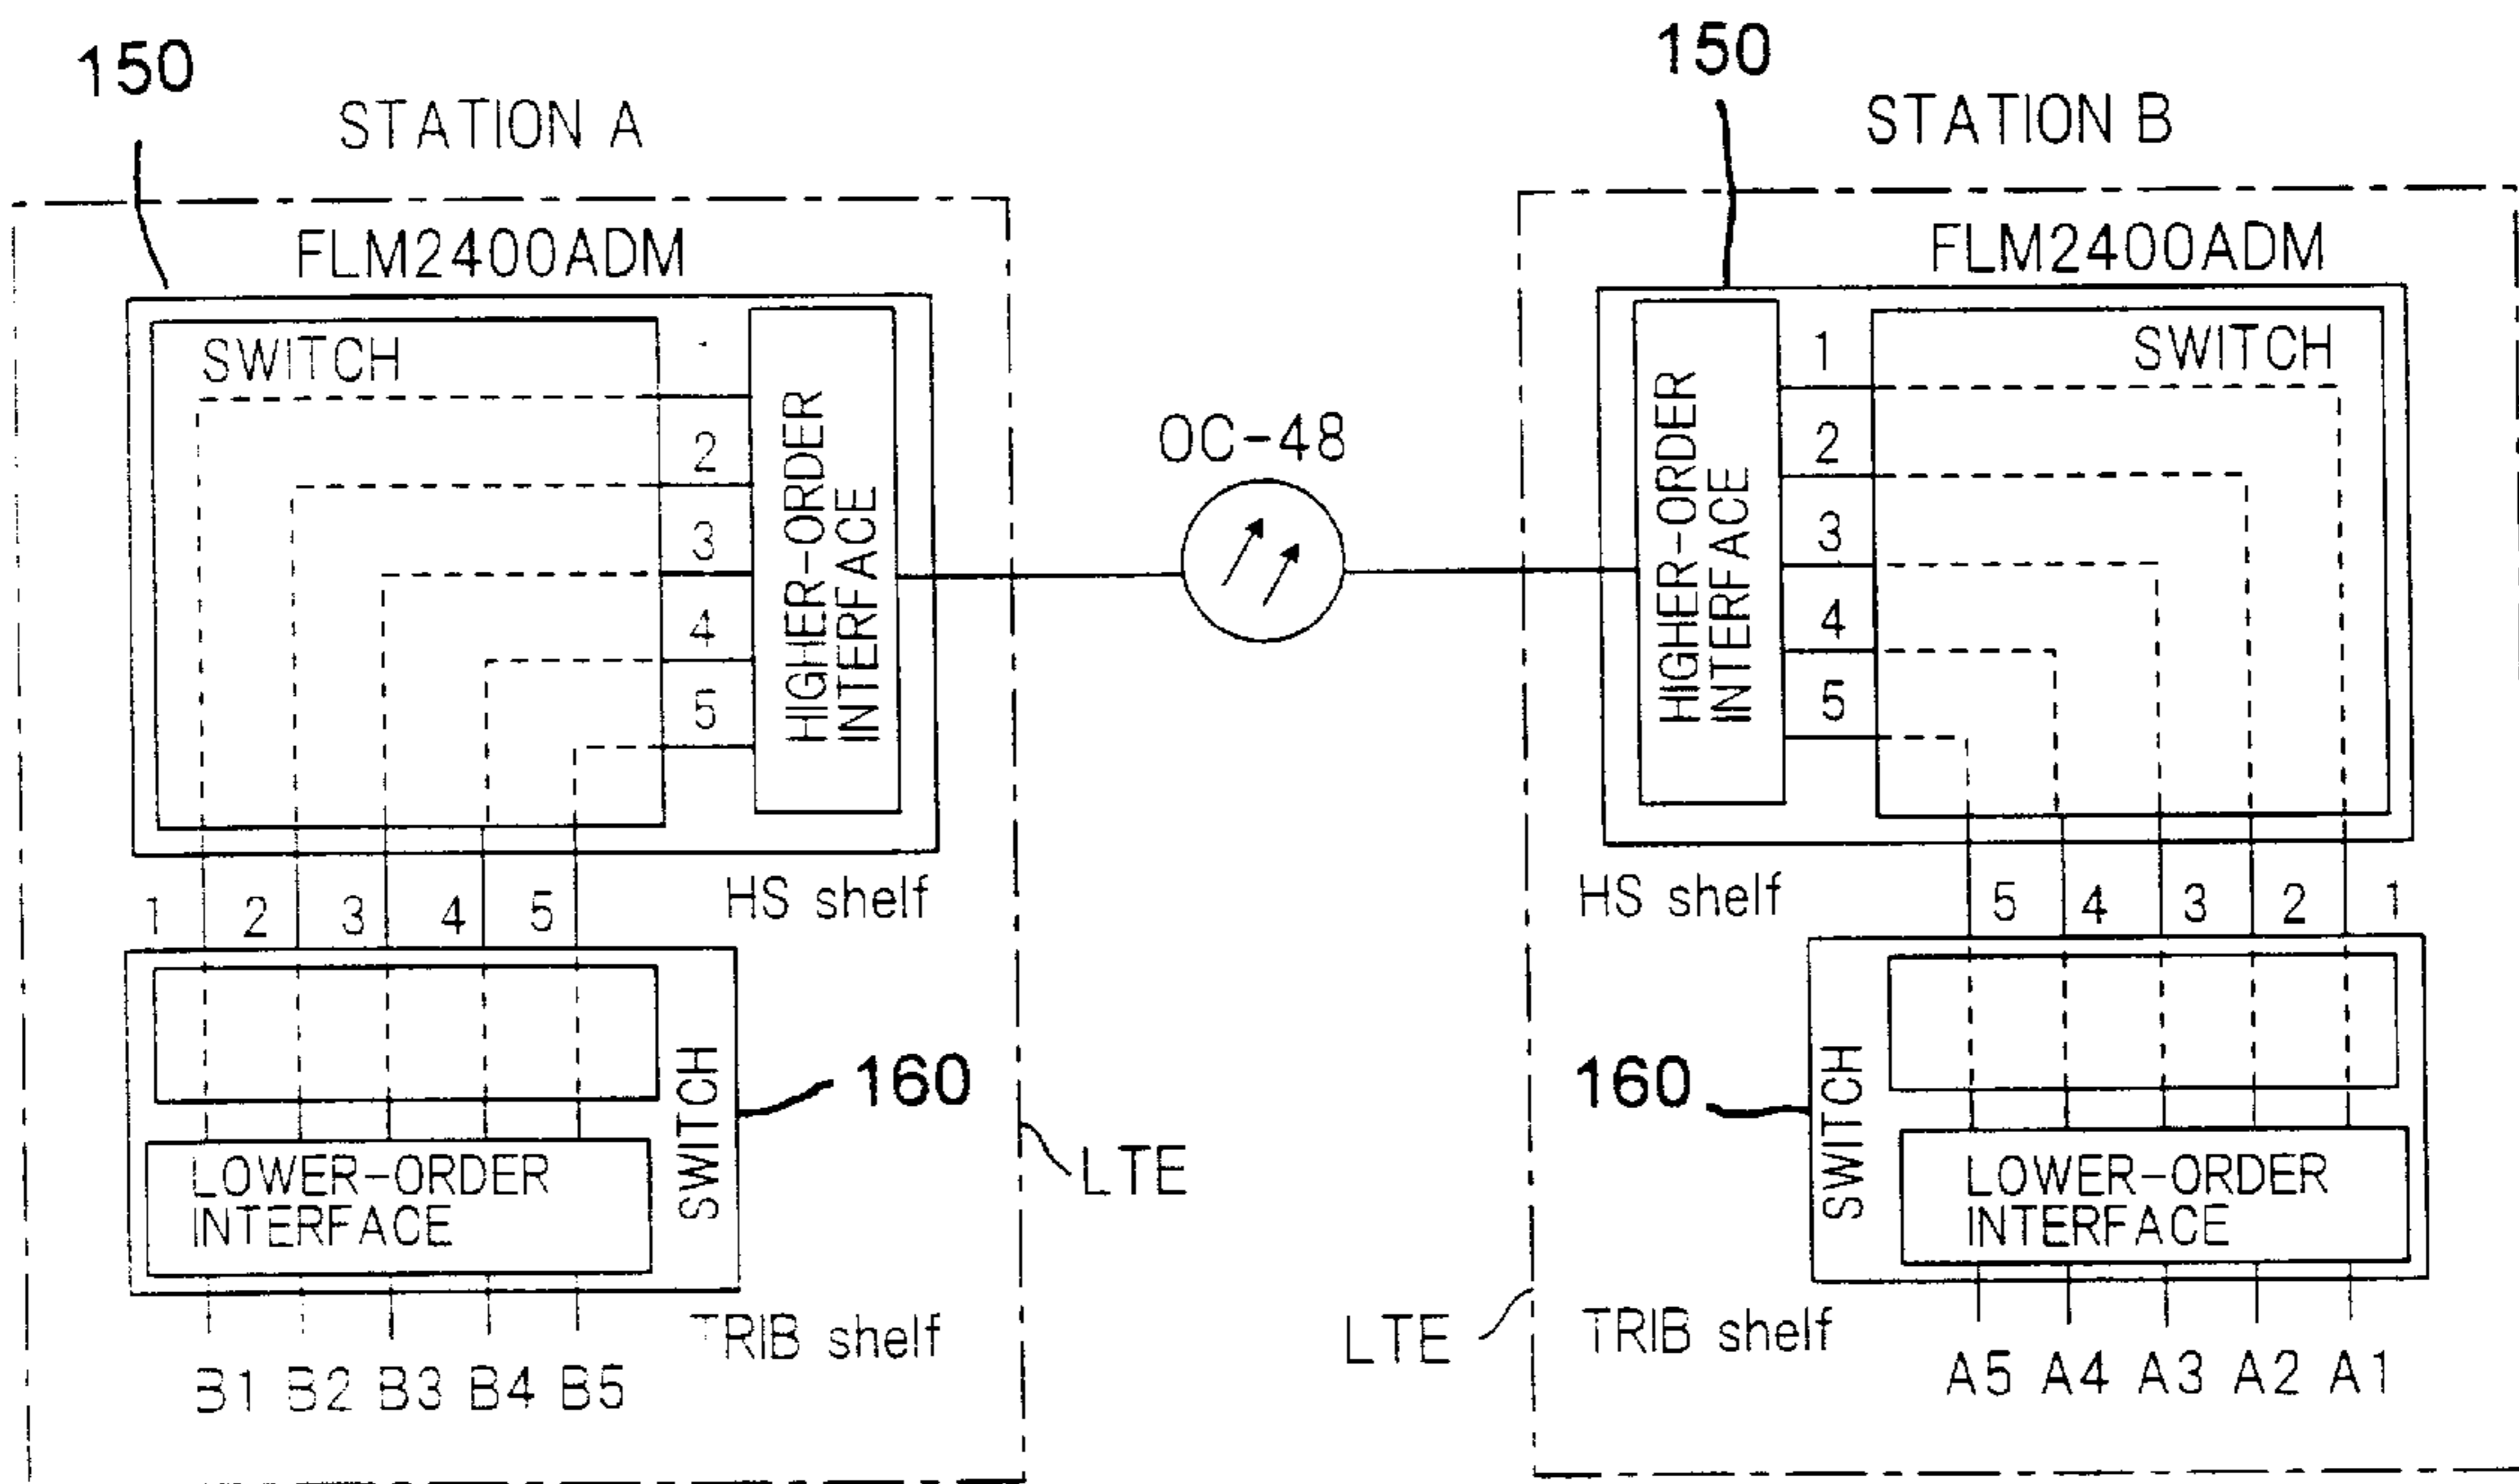 150
STATION A
FLM2400ADM
SWITCH
2
3
4
5
HIGHER-ORDER
INTERFACE
HS shelf
1 2 3 4 5
SWITCH
160
LOWER-ORDER
INTERFACE
LTE
TRIB shelf
B1 B2 B3 B4 B5
OC-48
150
STATION B
FLM2400ADM
HIGHER-ORDER
INTERFACE
1
2
3
4
5
SWITCH
HS shelf
5 4 3 2 1
160
SWITCH
LOWER-ORDER
INTERFACE
LTE
TRIB shelf
A5 A4 A3 A2 A1